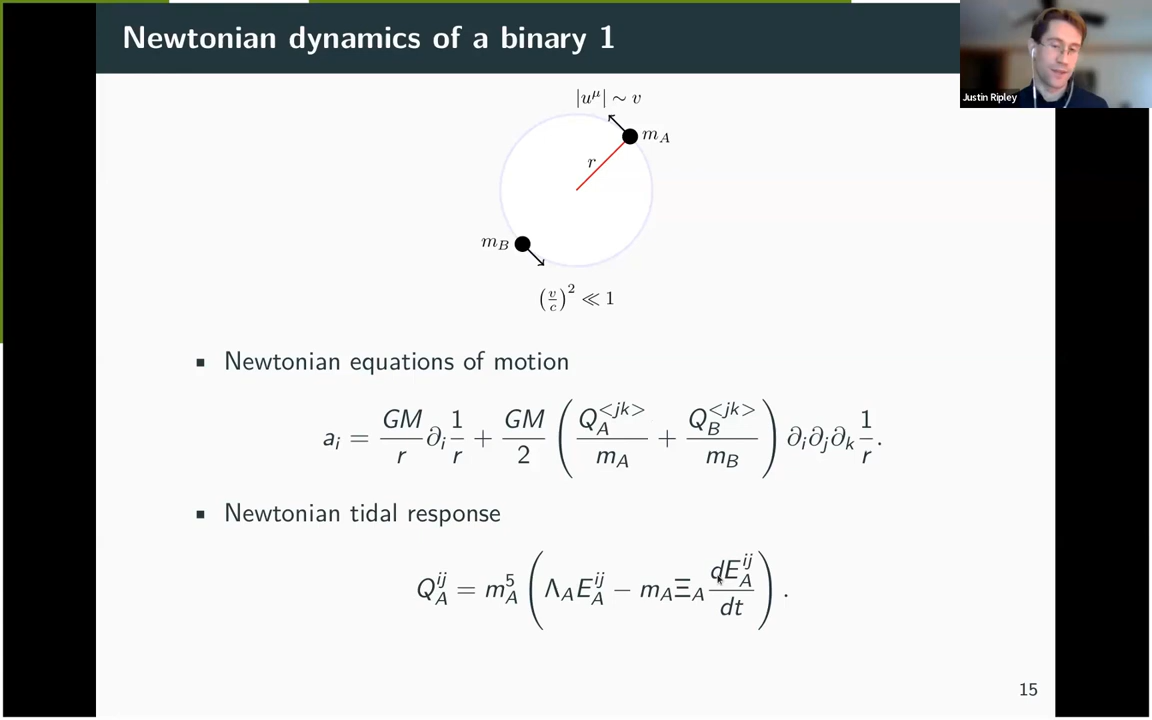 Newtonian dynamics of a binary 1
Justin Ripley
|u^μ| ∼ v
m_A
r
m_B
(v/c)^2 ≪ 1
▪ Newtonian equations of motion
a_i = GM/r ∂_i 1/r + GM/2 ( Q_A^{<jk>}/m_A + Q_B^{<jk>}/m_B ) ∂_i∂_j∂_k 1/r.
▪ Newtonian tidal response
Q_A^{ij} = m_A^5 ( Λ_A E_A^{ij} − m_A Ξ_A dE_A^{ij}/dt ).
15